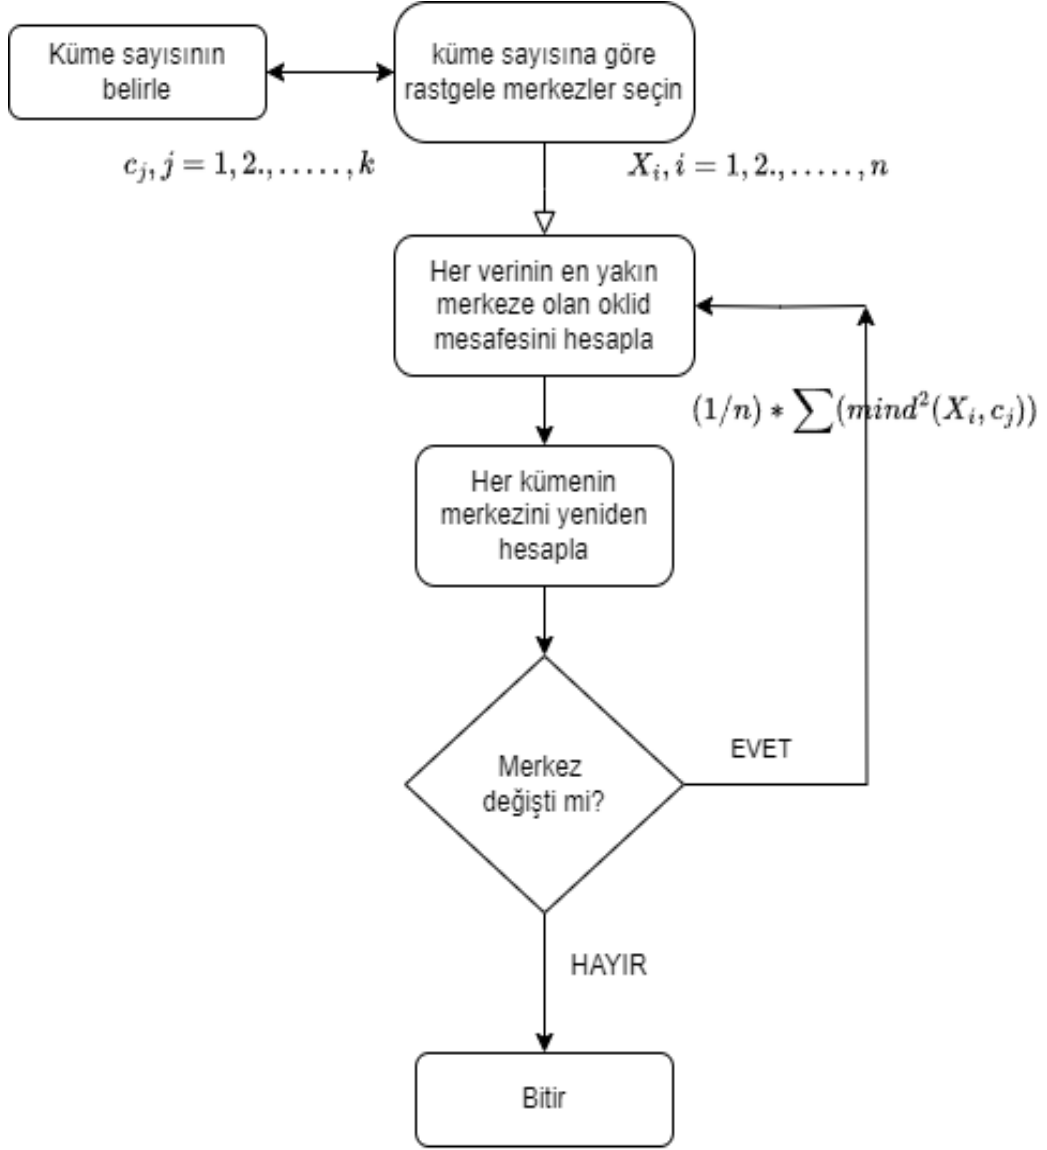 Küme sayısının
belirle
küme sayısına göre
rastgele merkezler seçin
c_j, j = 1, 2., ....., k
X_i, i = 1, 2., ....., n
Her verinin en yakın
merkeze olan oklid
mesafesini hesapla
(1/n) * ∑(mind²(X_i, c_j))
Her kümenin
merkezini yeniden
hesapla
Merkez
değişti mi?
EVET
HAYIR
Bitir